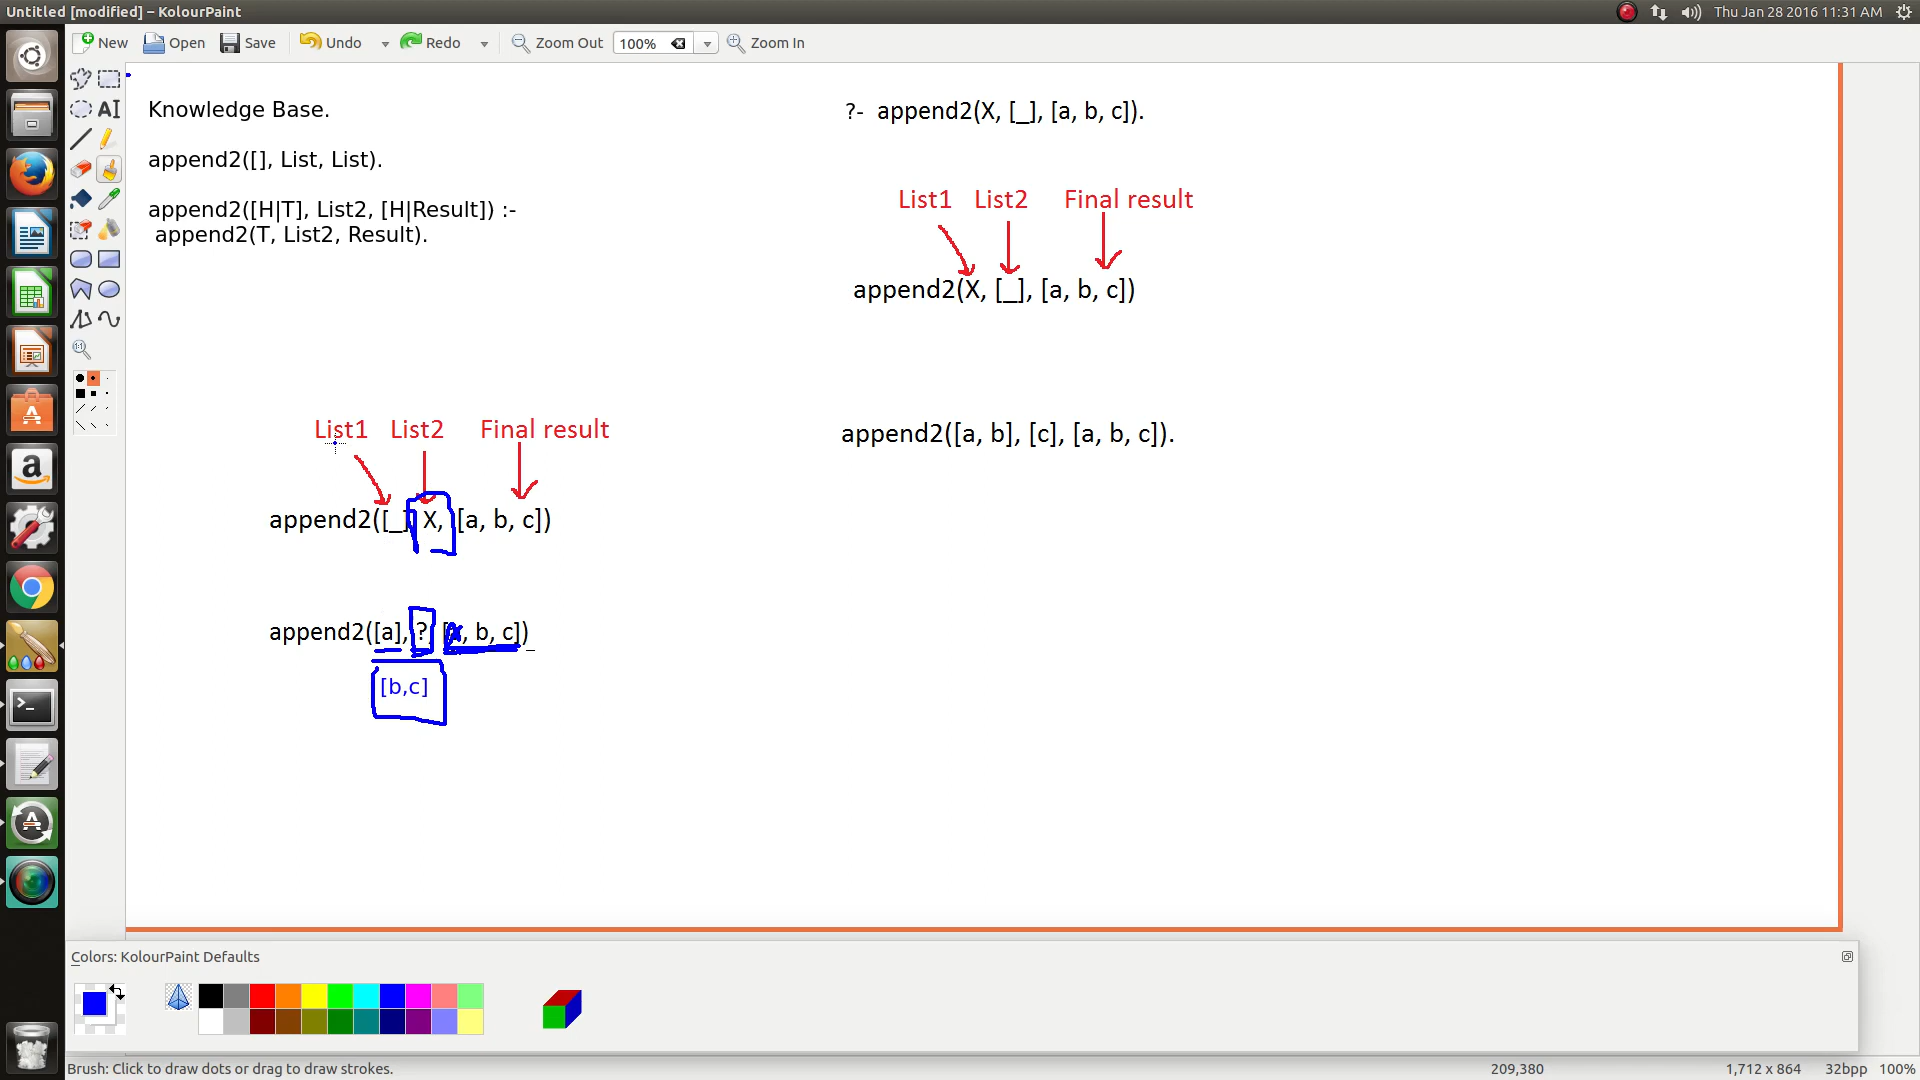 Untitled [modified] – KolourPaint
Thu Jan 28 2016 11:31 AM
New Open Save Undo Redo Zoom Out 100% Zoom In
Knowledge Base.
append2([], List, List).
append2([H|T], List2, [H|Result]) :-
append2(T, List2, Result).
List1 List2 Final result
append2([_] X, [a, b, c])
append2([a], ? , b, c])
[b,c]
?- append2(X, [_], [a, b, c]).
List1 List2 Final result
append2(X, [_], [a, b, c])
append2([a, b], [c], [a, b, c]).
Colors: KolourPaint Defaults
Brush: Click to draw dots or drag to draw strokes.
209,380 1,712 x 864 32bpp 100%